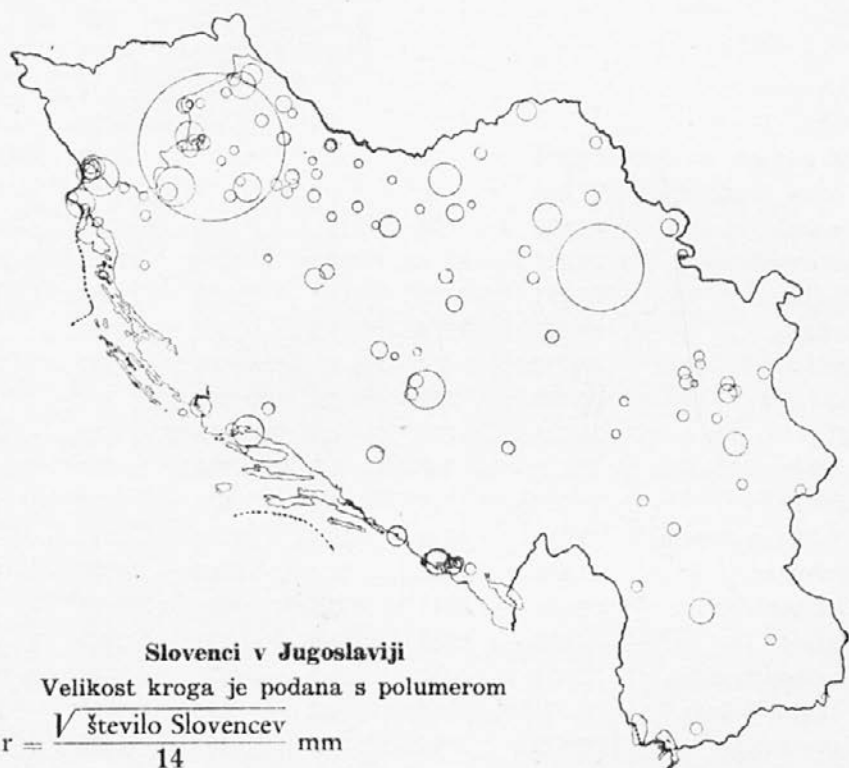 Slovenci v Jugoslaviji
Velikost kroga je podana s polumerom
r = √število Slovencev / 14 mm